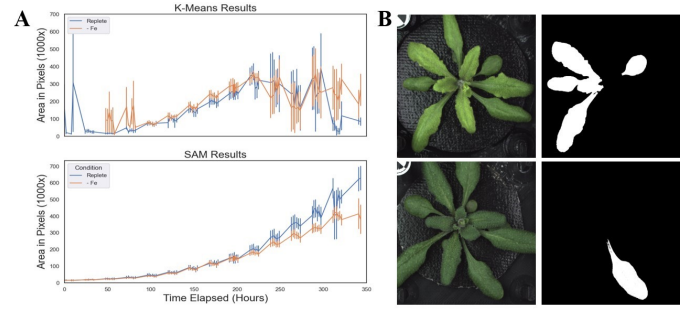 A
B
K-Means Results
Area in Pixels (1000x)
700
600
500
400
300
200
100
0
Replete
- Fe
SAM Results
Area in Pixels (1000x)
700
600
500
400
300
200
100
0
Condition
Replete
- Fe
0
50
100
150
200
250
300
350
Time Elapsed (Hours)